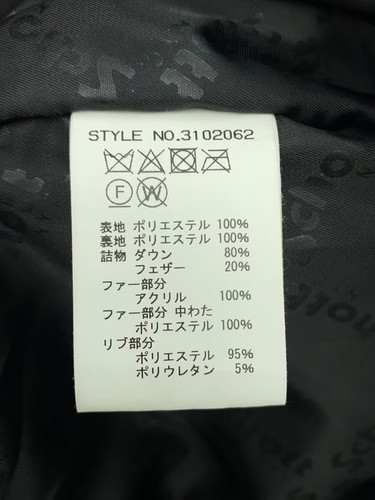 STYLE NO.3102062
F W
表地 ポリエステル 100%
裏地 ポリエステル 100%
詰物 ダウン 80%
フェザー 20%
ファー部分
アクリル 100%
ファー部分 中わた
ポリエステル 100%
リブ部分
ポリエステル 95%
ポリウレタン 5%